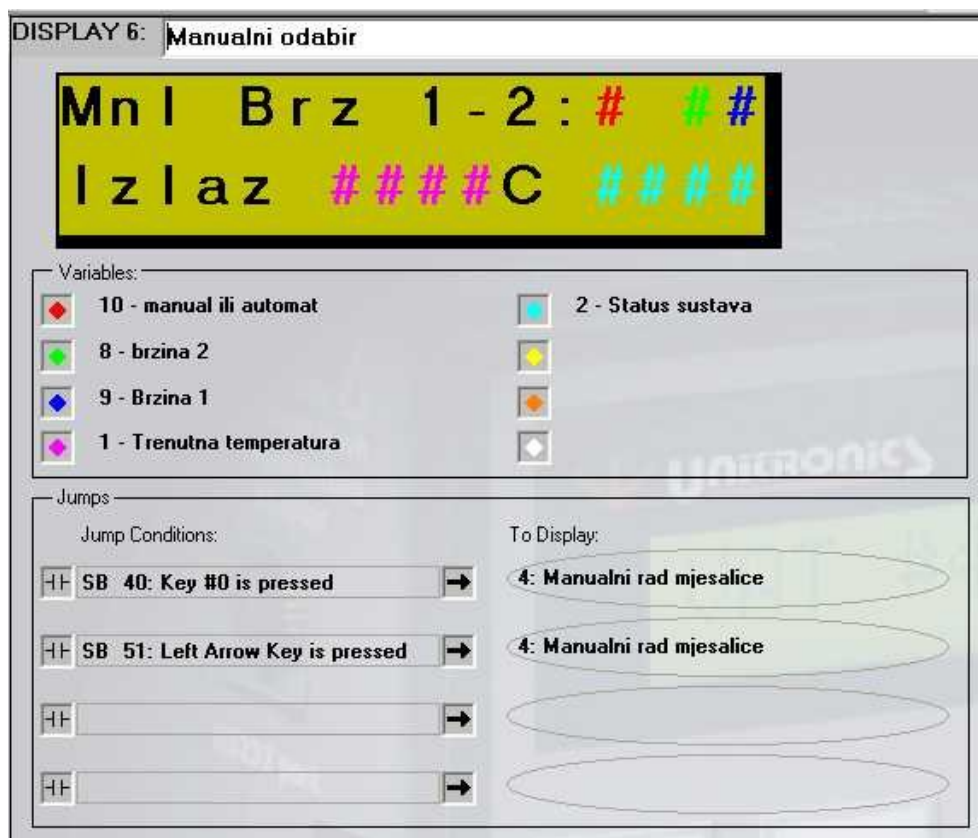 DISPLAY 6: Manualni odabir
Mnl Brz 1-2:# ##
Izlaz ####C ####
Variables:
10 - manual ili automat
2 - Status sustava
8 - brzina 2
9 - Brzina 1
1 - Trenutna temperatura
UNITRONICS
Jumps
Jump Conditions:
To Display:
SB 40: Key #0 is pressed
4: Manualni rad mjesalice
SB 51: Left Arrow Key is pressed
4: Manualni rad mjesalice